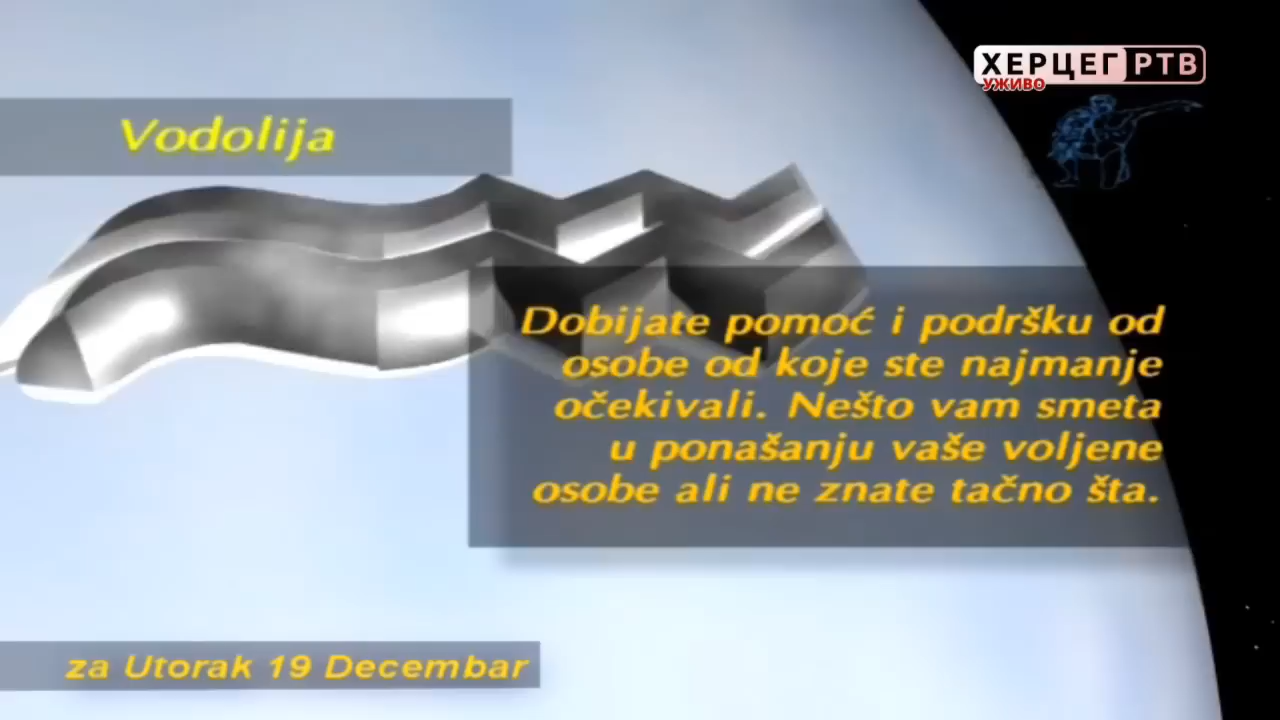 ХЕРЦЕГ РТВ
УЖИВО
Vodolija
Dobijate pomoć i podršku od
osobe od koje ste najmanje
očekivali. Nešto vam smeta
u ponašanju vaše voljene
osobe ali ne znate tačno šta.
za Utorak 19 Decembar